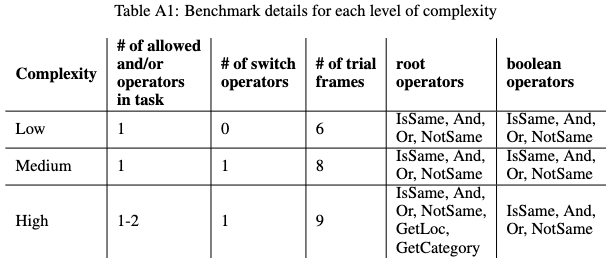 Table A1: Benchmark details for each level of complexity
Complexity
# of allowed
and/or
operators
in task
# of switch
operators
# of trial
frames
root
operators
boolean
operators
Low
1
0
6
IsSame, And,
Or, NotSame
IsSame, And,
Or, NotSame
Medium
1
1
8
IsSame, And,
Or, NotSame
IsSame, And,
Or, NotSame
High
1-2
1
9
IsSame, And,
Or, NotSame,
GetLoc,
GetCategory
IsSame, And,
Or, NotSame